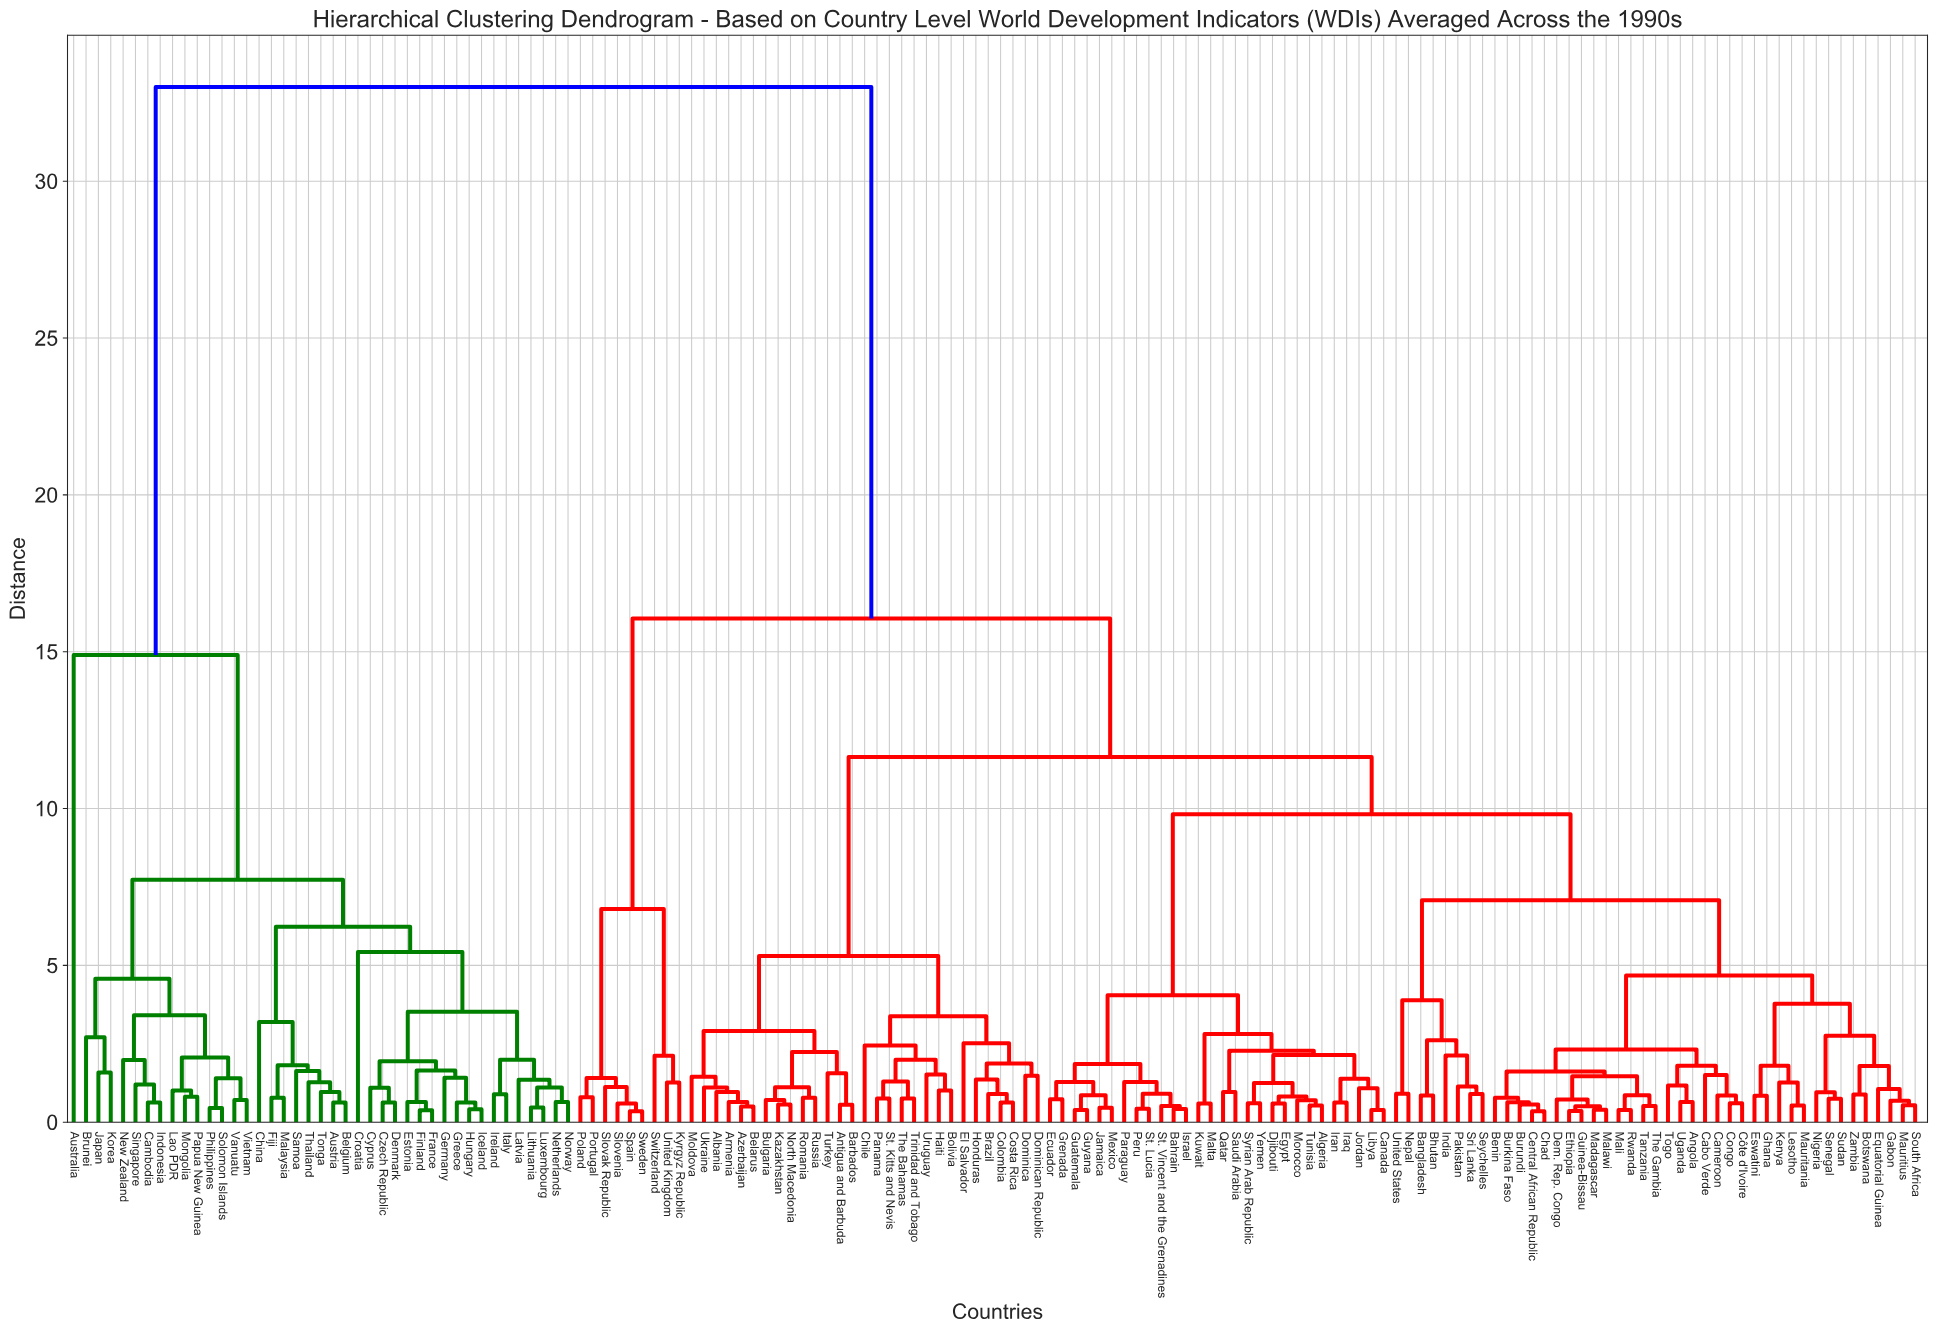 Hierarchical Clustering Dendrogram - Based on Country Level World Development Indicators (WDIs) Averaged Across the 1990s
30
25
20
15
10
5
0
Distance
Australia
Brunei
Japan
Korea
New Zealand
Singapore
Cambodia
Indonesia
Lao PDR
Mongolia
Papua New Guinea
Philippines
Solomon Islands
Vanuatu
Vietnam
China
Fiji
Malaysia
Samoa
Thailand
Tonga
Austria
Belgium
Croatia
Cyprus
Czech Republic
Denmark
Estonia
Finland
France
Germany
Greece
Hungary
Iceland
Ireland
Italy
Latvia
Lithuania
Luxembourg
Netherlands
Norway
Poland
Portugal
Slovak Republic
Slovenia
Spain
Sweden
Switzerland
United Kingdom
Kyrgyz Republic
Moldova
Ukraine
Albania
Armenia
Azerbaijan
Belarus
Bulgaria
Kazakhstan
North Macedonia
Romania
Russia
Turkey
Antigua and Barbuda
Barbados
Chile
Panama
St. Kitts and Nevis
The Bahamas
Trinidad and Tobago
Uruguay
Haiti
Bolivia
El Salvador
Honduras
Brazil
Colombia
Costa Rica
Dominica
Dominican Republic
Ecuador
Grenada
Guatemala
Guyana
Jamaica
Mexico
Paraguay
Peru
St. Lucia
St. Vincent and the Grenadines
Bahrain
Israel
Kuwait
Malta
Qatar
Saudi Arabia
Syrian Arab Republic
Yemen
Djibouti
Egypt
Morocco
Tunisia
Algeria
Iran
Iraq
Jordan
Libya
Canada
United States
Nepal
Bangladesh
Bhutan
India
Pakistan
Sri Lanka
Seychelles
Benin
Burkina Faso
Burundi
Central African Republic
Chad
Dem. Rep. Congo
Ethiopia
Guinea-Bissau
Madagascar
Malawi
Mali
Rwanda
Tanzania
The Gambia
Togo
Uganda
Angola
Cabo Verde
Cameroon
Congo
Côte d'Ivoire
Eswatini
Ghana
Kenya
Lesotho
Mauritania
Nigeria
Senegal
Sudan
Zambia
Botswana
Equatorial Guinea
Gabon
Mauritius
South Africa
Countries